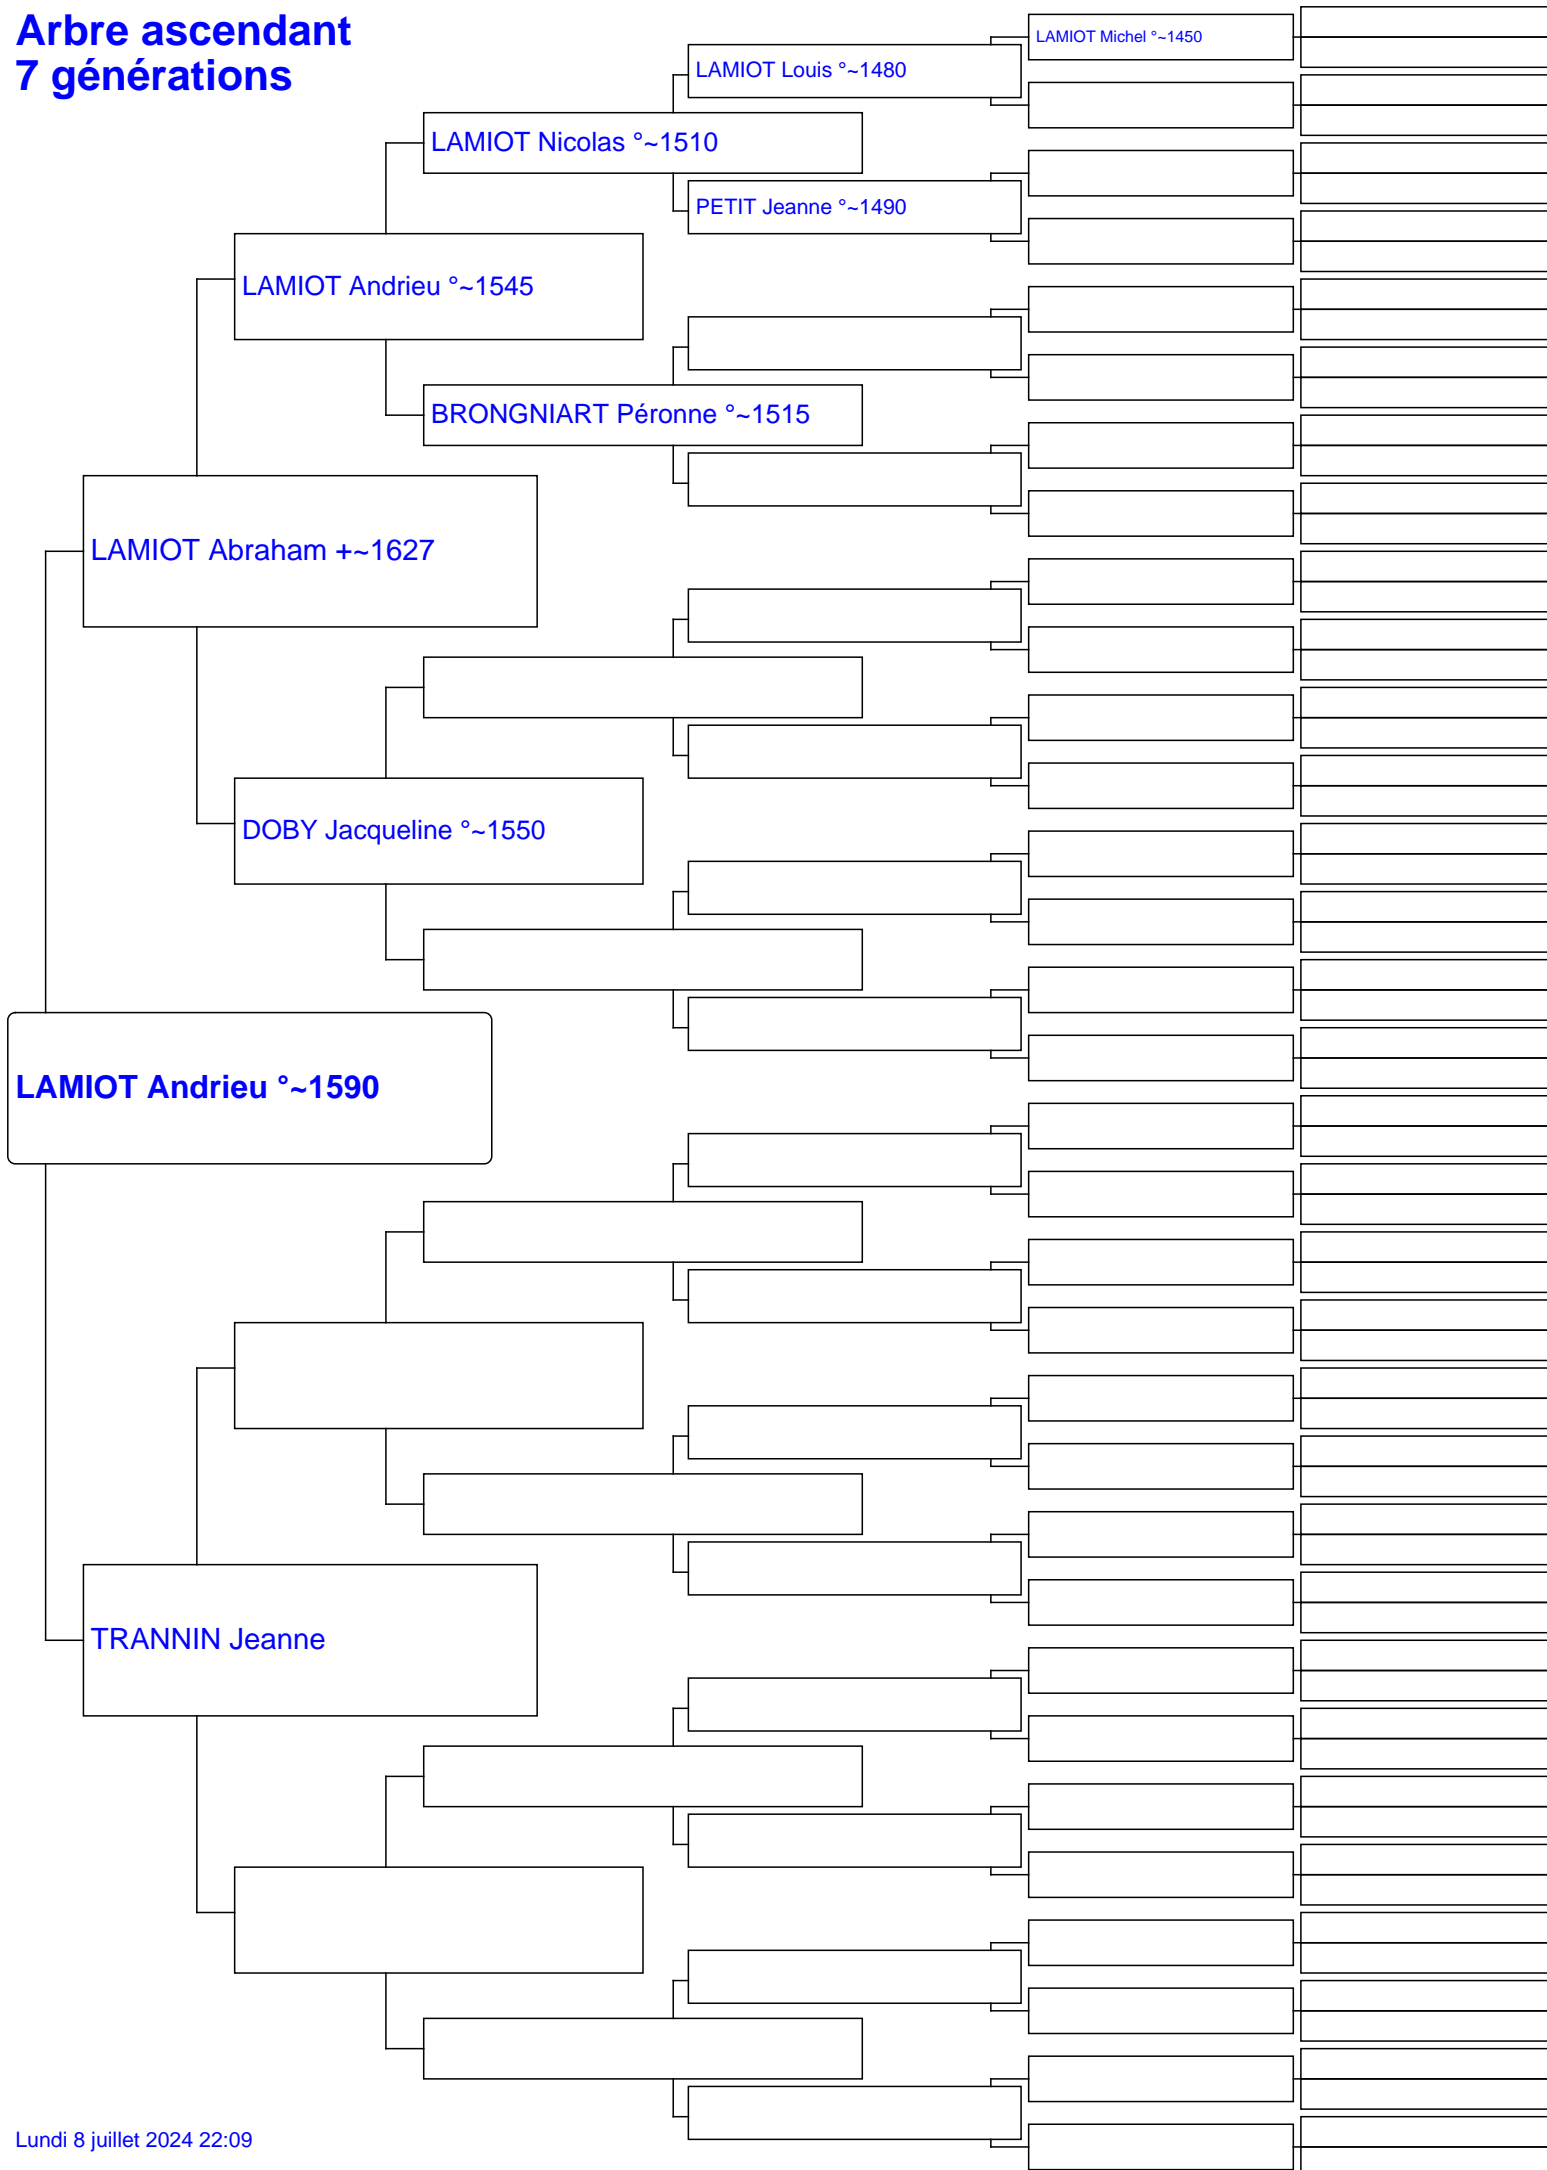 Arbre ascendant
7 générations
LAMIOT Michel °~1450
LAMIOT Louis °~1480
LAMIOT Nicolas °~1510
PETIT Jeanne °~1490
LAMIOT Andrieu °~1545
BRONGNIART Péronne °~1515
LAMIOT Abraham +~1627
DOBY Jacqueline °~1550
LAMIOT Andrieu °~1590
TRANNIN Jeanne
Lundi 8 juillet 2024 22:09